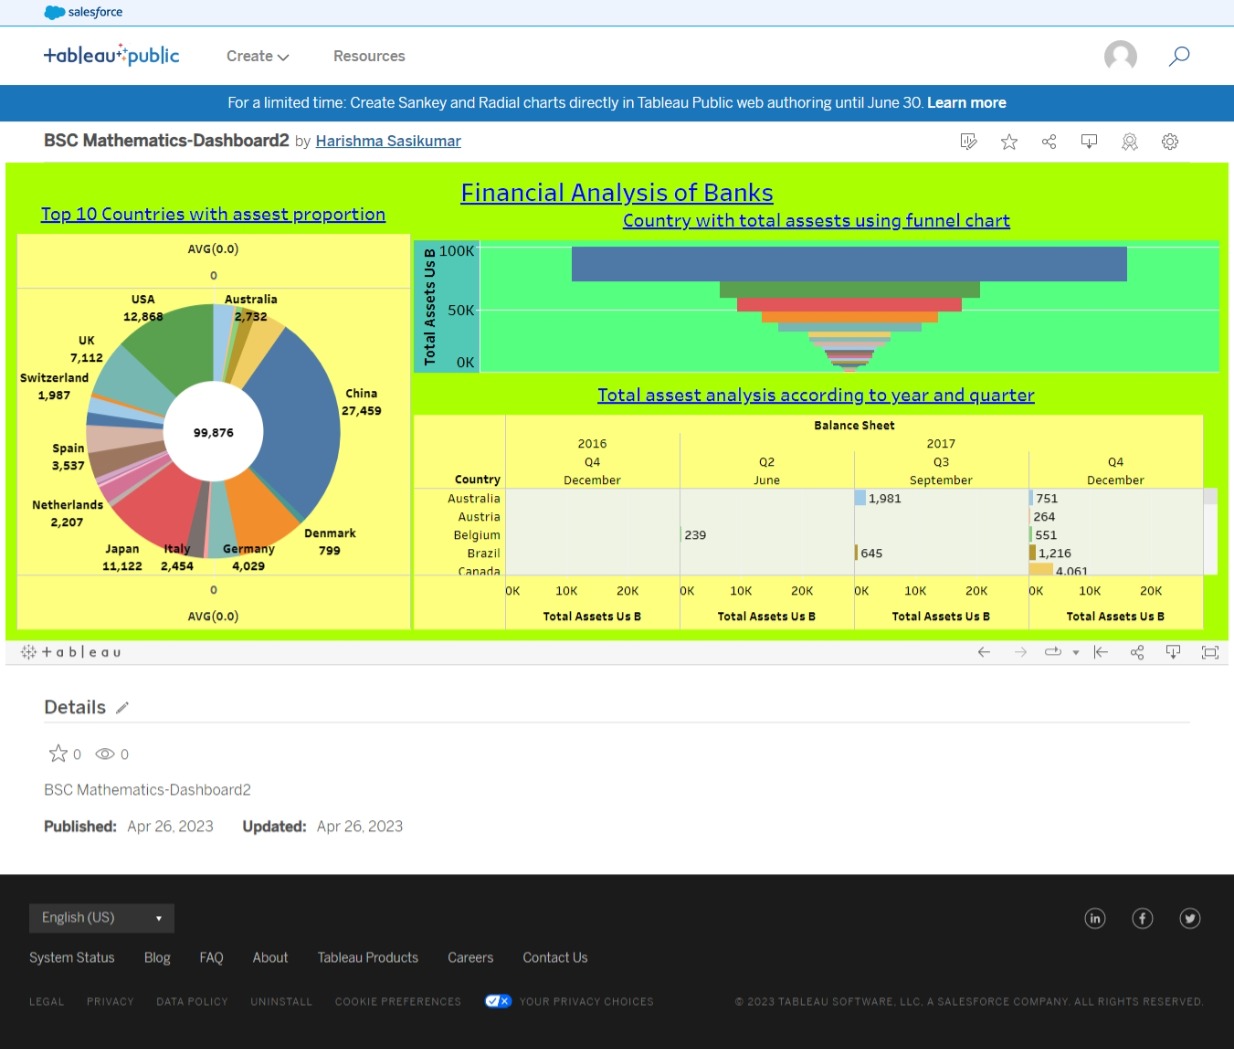 salesforce
+ableau public
Create
Resources
For a limited time: Create Sankey and Radial charts directly in Tableau Public web authoring until June 30. Learn more
BSC Mathematics-Dashboard2 by Harishma Sasikumar
Financial Analysis of Banks
Top 10 Countries with assest proportion
AVG(0.0)
0
USA
12,868
Australia
2,732
UK
7,112
Switzerland
1,987
China
27,459
99,876
Spain
3,537
Netherlands
2,207
Denmark
799
Japan
11,122
Italy
2,454
Germany
4,029
0
AVG(0.0)
Country with total assests using funnel chart
Total Assets Us B
100K
50K
0K
Total assest analysis according to year and quarter
Balance Sheet
2016 2017
Q4 Q2 Q3 Q4
Country December June September December
Australia 1,981 751
Austria 264
Belgium 239 551
Brazil 645 1,216
Canada 4,061
0K 10K 20K 0K 10K 20K 0K 10K 20K 0K 10K 20K
Total Assets Us B Total Assets Us B Total Assets Us B Total Assets Us B
+ a b l e a u
Details
0 0
BSC Mathematics-Dashboard2
Published: Apr 26, 2023 Updated: Apr 26, 2023
English (US)
System Status Blog FAQ About Tableau Products Careers Contact Us
LEGAL PRIVACY DATA POLICY UNINSTALL COOKIE PREFERENCES YOUR PRIVACY CHOICES © 2023 TABLEAU SOFTWARE, LLC. A SALESFORCE COMPANY. ALL RIGHTS RESERVED.